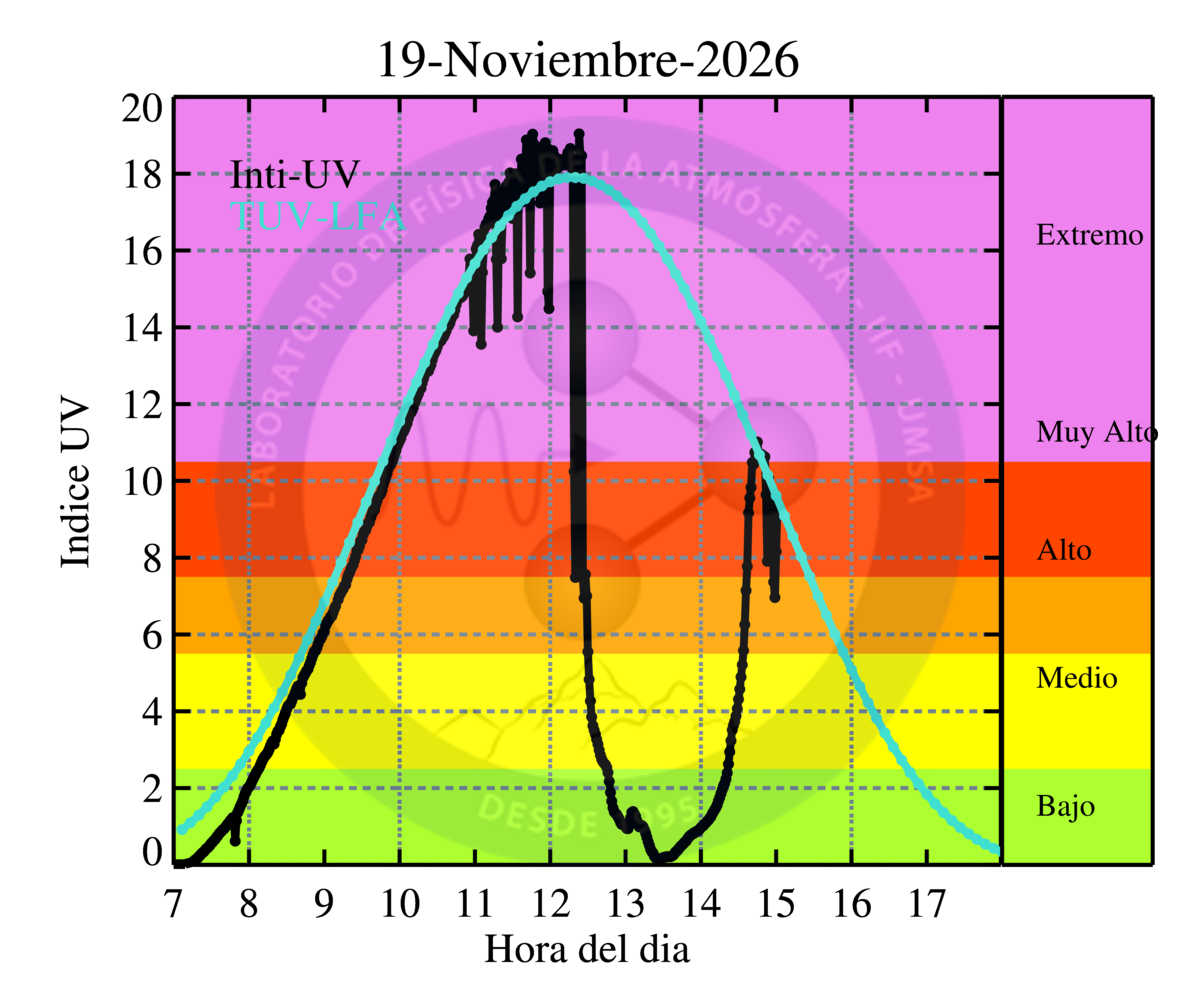 19-Noviembre-2026
20
18
16
14
12
10
8
6
4
2
0
Indice UV
Inti-UV
TUV-LFA
LABORATORIO DE FÍSICA DE LA ATMÓSFERA - IIF - UMSA
DESDE 1995
Extremo
Muy Alto
Alto
Medio
Bajo
7 8 9 10 11 12 13 14 15 16 17
Hora del dia